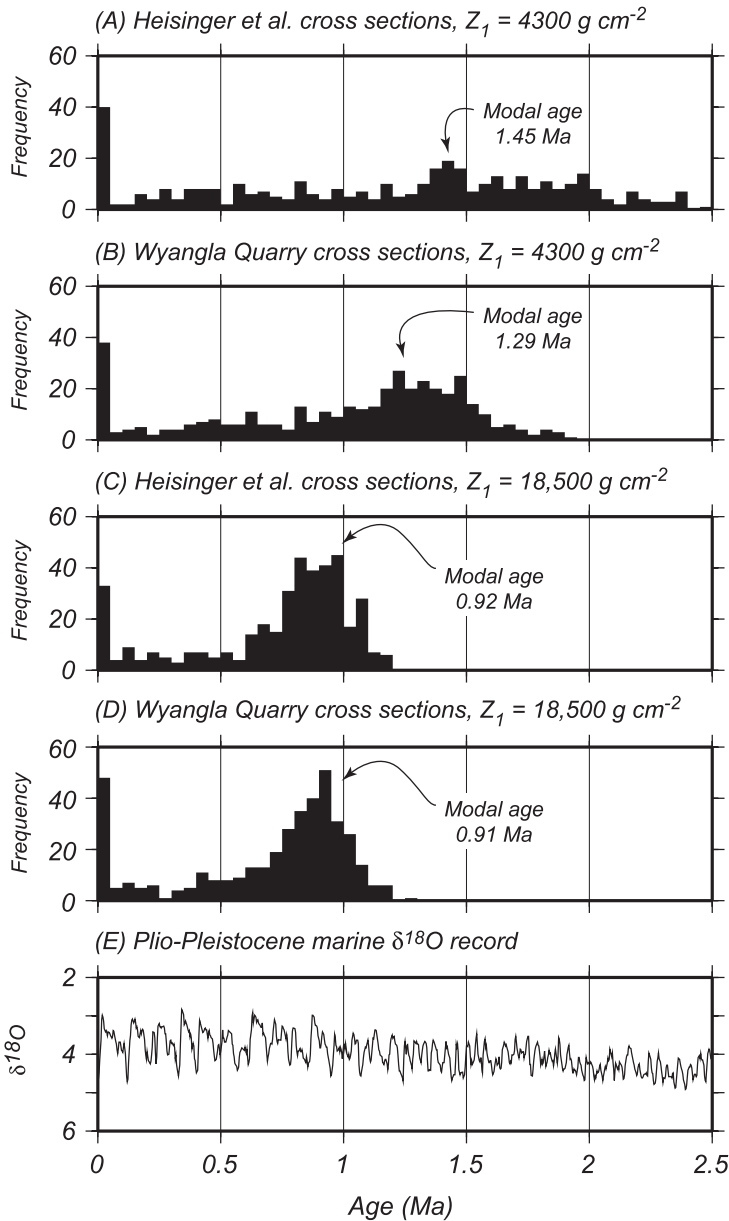 (A) Heisinger et al. cross sections, Z1 = 4300 g cm-2
60
40
20
0
Frequency
Modal age
1.45 Ma
(B) Wyangla Quarry cross sections, Z1 = 4300 g cm-2
60
40
20
0
Frequency
Modal age
1.29 Ma
(C) Heisinger et al. cross sections, Z1 = 18,500 g cm-2
60
40
20
0
Frequency
Modal age
0.92 Ma
(D) Wyangla Quarry cross sections, Z1 = 18,500 g cm-2
60
40
20
0
Frequency
Modal age
0.91 Ma
(E) Plio-Pleistocene marine δ18O record
2
4
6
δ18O
0 0.5 1 1.5 2 2.5
Age (Ma)